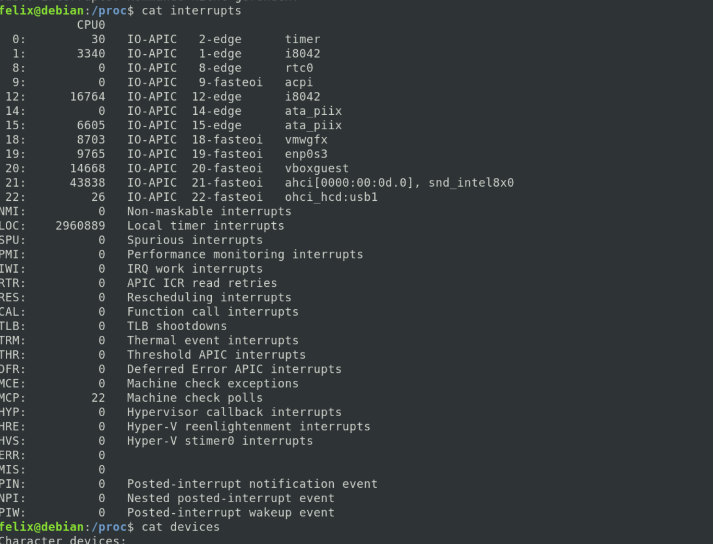 felix@debian:/proc$ cat interrupts
           CPU0
  0:         30   IO-APIC   2-edge      timer
  1:       3340   IO-APIC   1-edge      i8042
  8:          0   IO-APIC   8-edge      rtc0
  9:          0   IO-APIC   9-fasteoi   acpi
 12:      16764   IO-APIC  12-edge      i8042
 14:          0   IO-APIC  14-edge      ata_piix
 15:       6605   IO-APIC  15-edge      ata_piix
 18:       8703   IO-APIC  18-fasteoi   vmwgfx
 19:       9765   IO-APIC  19-fasteoi   enp0s3
 20:      14668   IO-APIC  20-fasteoi   vboxguest
 21:      43838   IO-APIC  21-fasteoi   ahci[0000:00:0d.0], snd_intel8x0
 22:         26   IO-APIC  22-fasteoi   ohci_hcd:usb1
NMI:          0   Non-maskable interrupts
LOC:    2960889   Local timer interrupts
SPU:          0   Spurious interrupts
PMI:          0   Performance monitoring interrupts
IWI:          0   IRQ work interrupts
RTR:          0   APIC ICR read retries
RES:          0   Rescheduling interrupts
CAL:          0   Function call interrupts
TLB:          0   TLB shootdowns
TRM:          0   Thermal event interrupts
THR:          0   Threshold APIC interrupts
DFR:          0   Deferred Error APIC interrupts
MCE:          0   Machine check exceptions
MCP:         22   Machine check polls
HYP:          0   Hypervisor callback interrupts
HRE:          0   Hyper-V reenlightenment interrupts
HVS:          0   Hyper-V stimer0 interrupts
ERR:          0
MIS:          0
PIN:          0   Posted-interrupt notification event
NPI:          0   Nested posted-interrupt event
PIW:          0   Posted-interrupt wakeup event
felix@debian:/proc$ cat devices
Character devices: